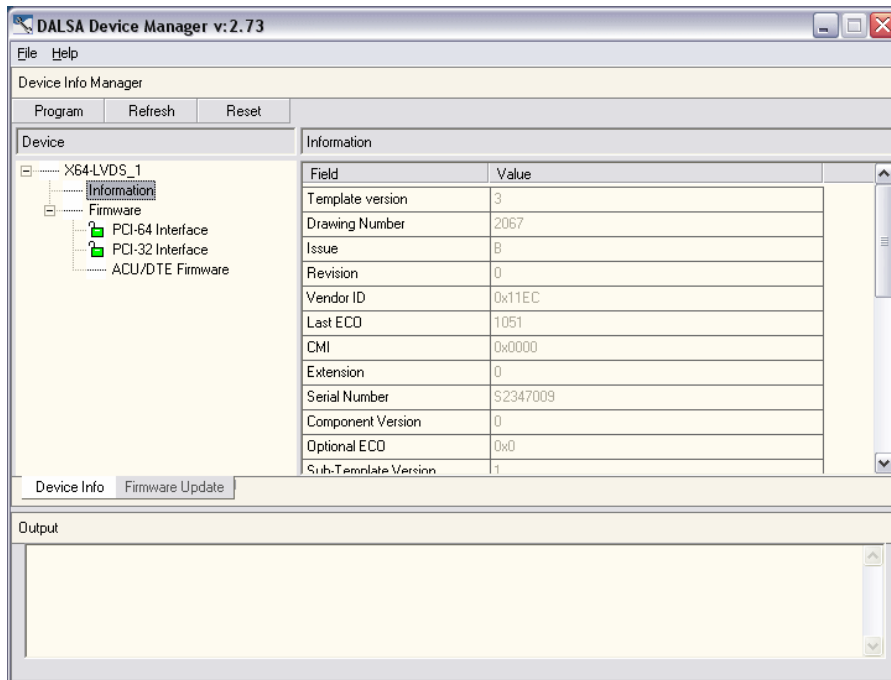 DALSA Device Manager v:2.73
File Help
Device Info Manager
Program Refresh Reset
Device
Information
X64-LVDS_1
Information
Firmware
PCI-64 Interface
PCI-32 Interface
ACU/DTE Firmware
Field Value
Template version 3
Drawing Number 2067
Issue B
Revision 0
Vendor ID 0x11EC
Last ECO 1051
CMI 0x0000
Extension 0
Serial Number S2347009
Component Version 0
Optional ECO 0x0
Sub-Template Version 1
Device Info Firmware Update
Output